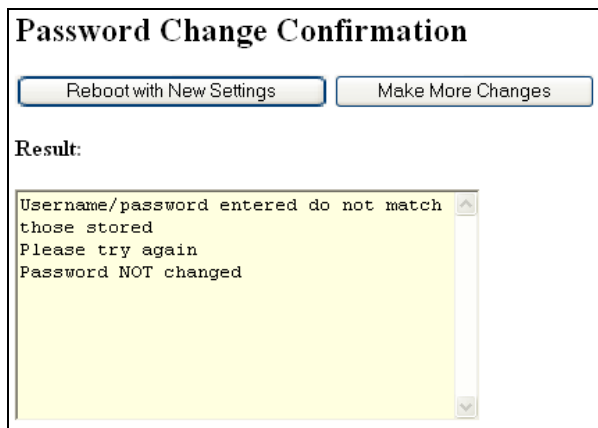 Password Change Confirmation
Reboot with New Settings
Make More Changes
Result:
Username/password entered do not match
those stored
Please try again
Password NOT changed